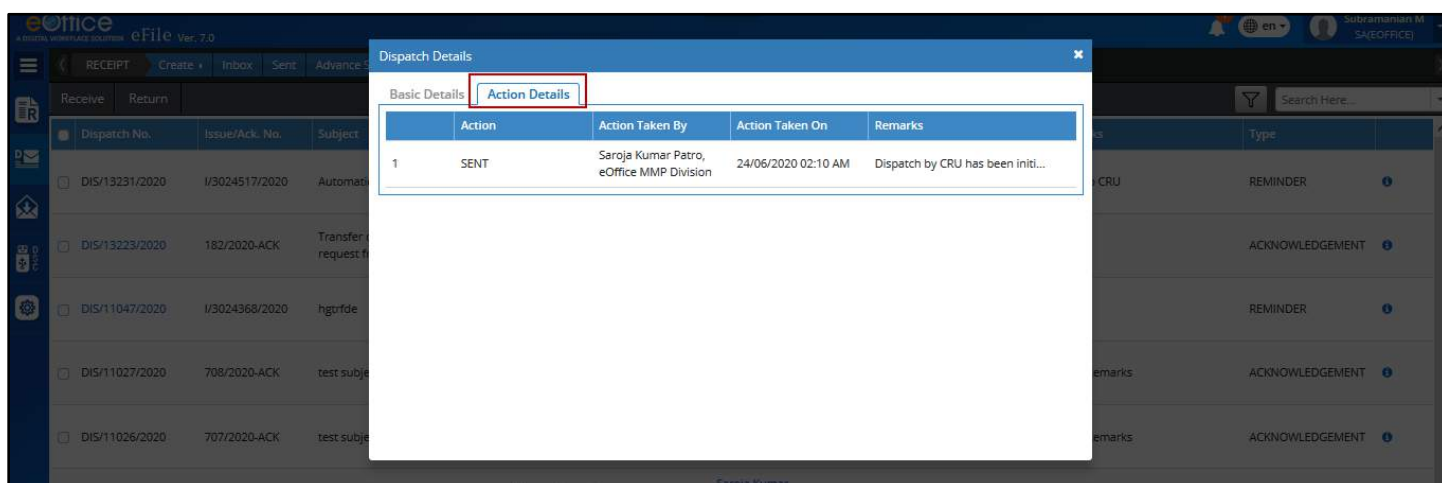 eOffice
A DIGITAL WORKPLACE SOLUTION eFile Ver. 7.0
en
Subramanian M
SA(EOFFICE)
RECEIPT Create Inbox Sent Advance S
Receive Return
Search Here...
Dispatch No. Issue/Ack. No. Subject Type
DIS/13231/2020 I/3024517/2020 Automati CRU REMINDER
DIS/13223/2020 182/2020-ACK Transfer ACKNOWLEDGEMENT
request f
DIS/11047/2020 I/3024368/2020 hgtrfde REMINDER
DIS/11027/2020 708/2020-ACK test subje emarks ACKNOWLEDGEMENT
DIS/11026/2020 707/2020-ACK test subje emarks ACKNOWLEDGEMENT
Dispatch Details
Basic Details Action Details
Action Action Taken By Action Taken On Remarks
1 SENT Saroja Kumar Patro, 24/06/2020 02:10 AM Dispatch by CRU has been initi...
eOffice MMP Division
Saroja Kumar